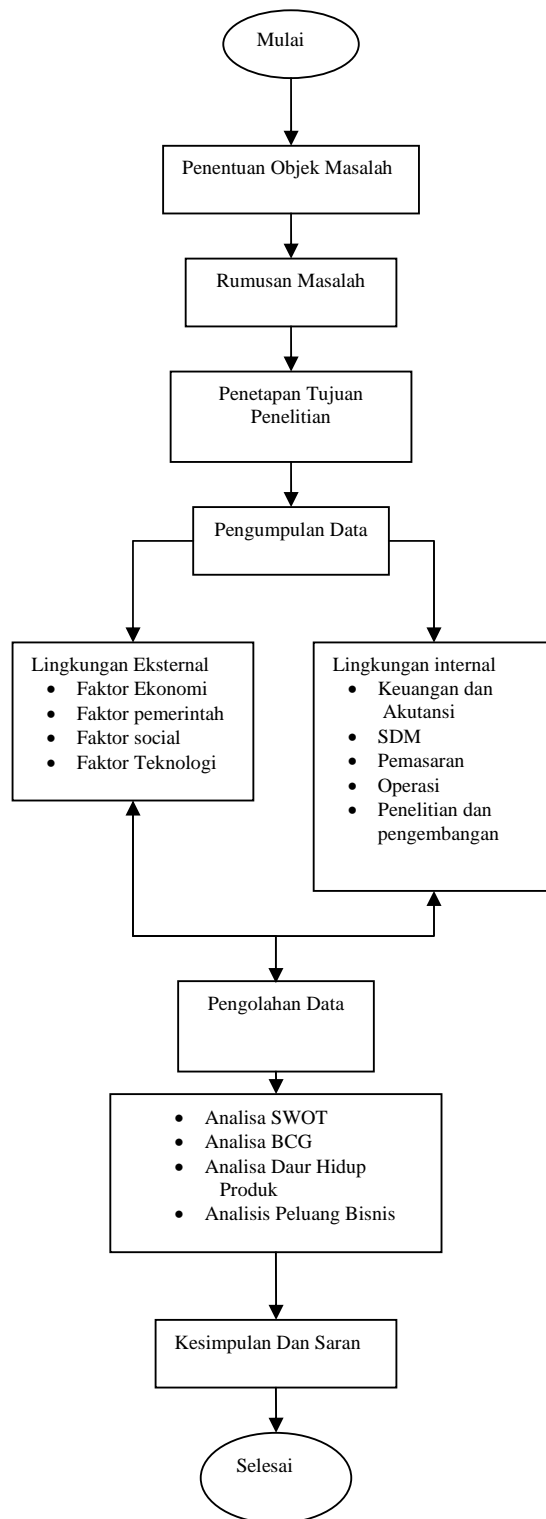 Mulai
Penentuan Objek Masalah
Rumusan Masalah
Penetapan Tujuan
Penelitian
Pengumpulan Data
Lingkungan Eksternal
• Faktor Ekonomi
• Faktor pemerintah
• Faktor social
• Faktor Teknologi
Lingkungan internal
• Keuangan dan
Akutansi
• SDM
• Pemasaran
• Operasi
• Penelitian dan
pengembangan
Pengolahan Data
• Analisa SWOT
• Analisa BCG
• Analisa Daur Hidup
Produk
• Analisis Peluang Bisnis
Kesimpulan Dan Saran
Selesai